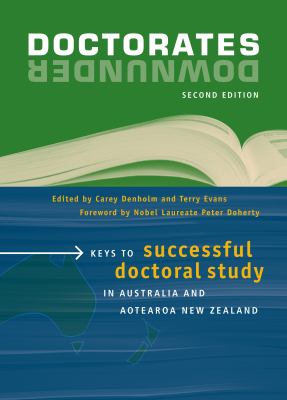 DOCTORATES
DOWNUNDER
SECOND EDITION
Edited by Carey Denholm and Terry Evans
Foreword by Nobel Laureate Peter Doherty
KEYS TO successful
doctoral study
IN AUSTRALIA AND
AOTEAROA NEW ZEALAND